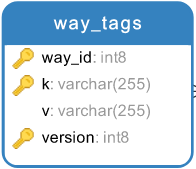 way_tags
way_id: int8
k: varchar(255)
v: varchar(255)
version: int8